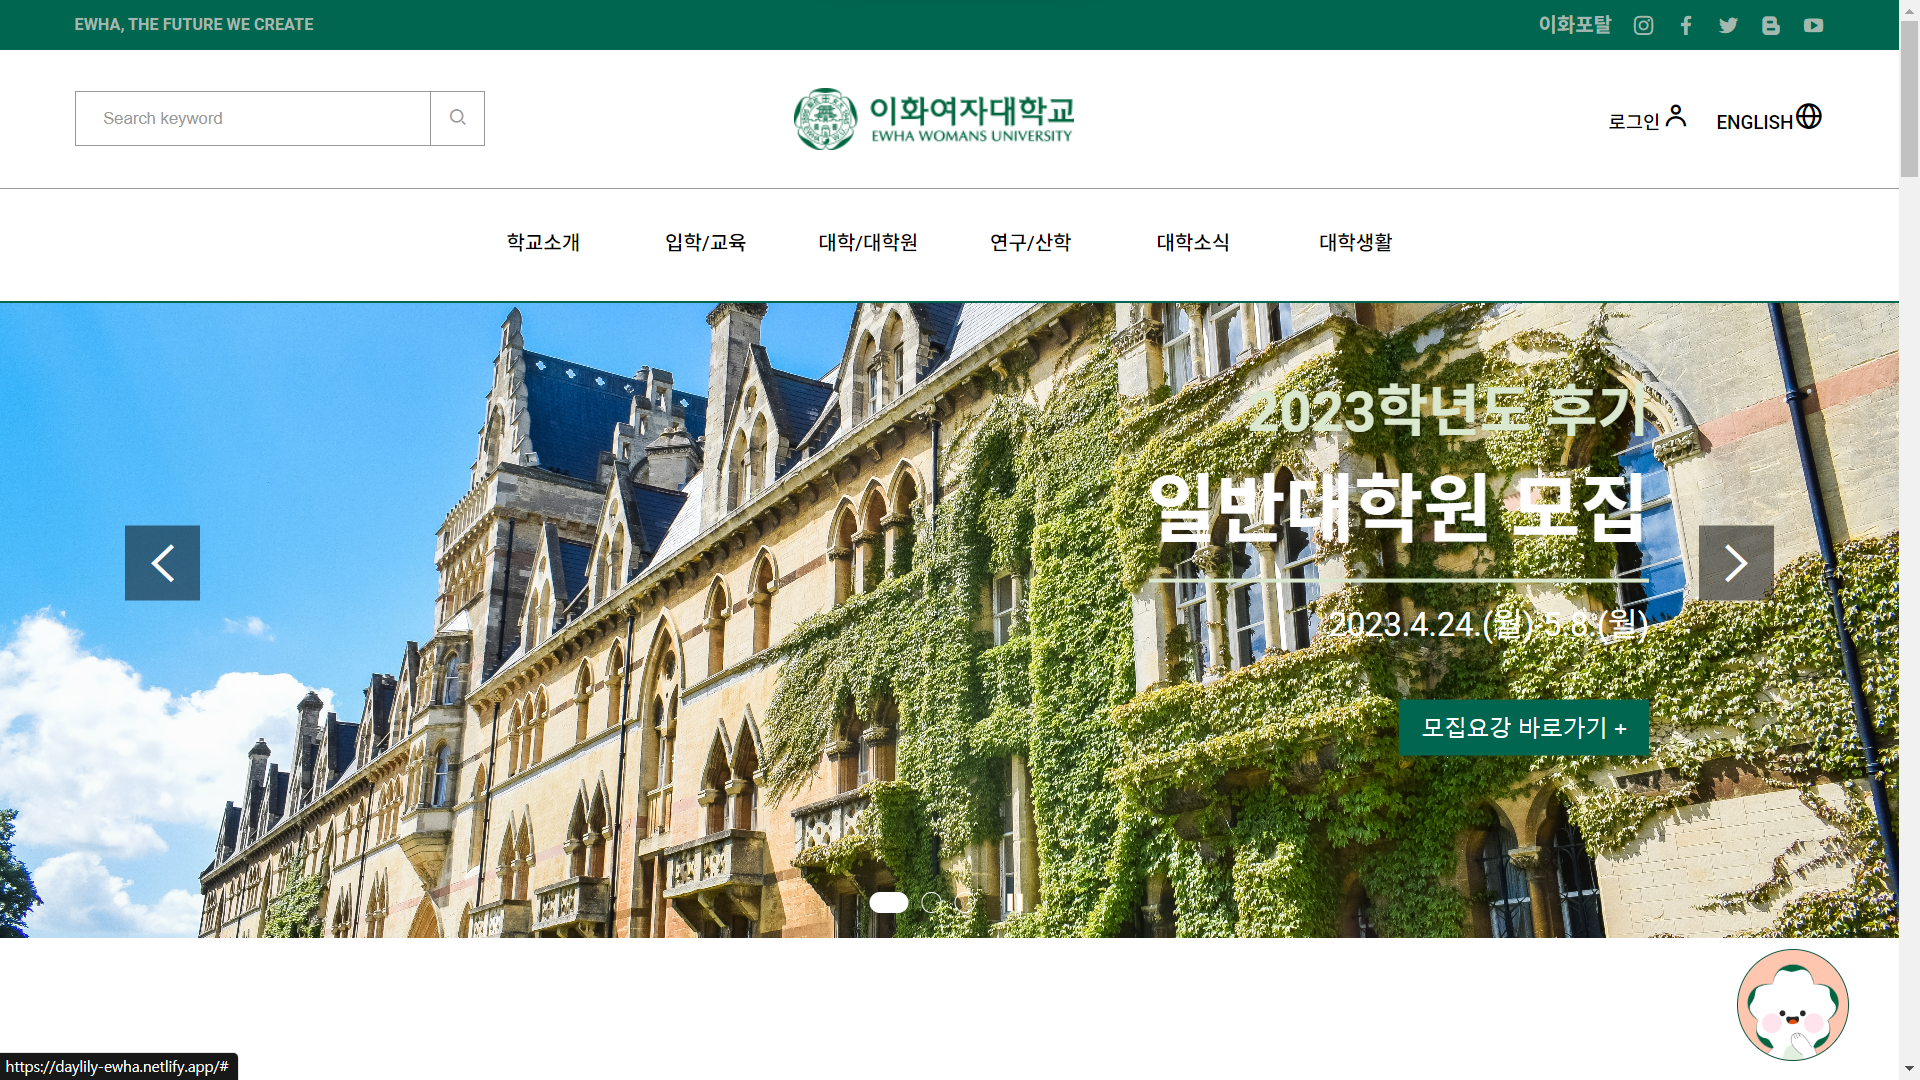 EWHA, THE FUTURE WE CREATE
이화포탈
Search keyword
이화여자대학교
EWHA WOMANS UNIVERSITY
로그인
ENGLISH
학교소개
입학/교육
대학/대학원
연구/산학
대학소식
대학생활
2023학년도 후기
일반대학원 모집
2023.4.24.(월)-5.8.(월)
모집요강 바로가기 +
https://daylily-ewha.netlify.app/#